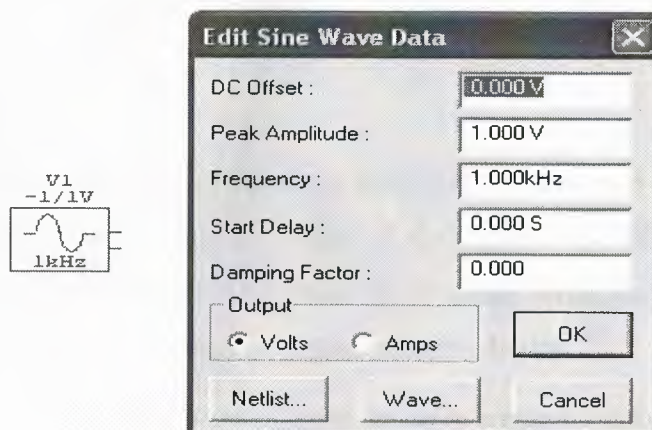 V1
-1/1V
1kHz
Edit Sine Wave Data
DC Offset : 0.000 V
Peak Amplitude : 1.000 V
Frequency : 1.000kHz
Start Delay : 0.000 S
Damping Factor : 0.000
Output
Volts Amps
OK
Netlist... Wave... Cancel